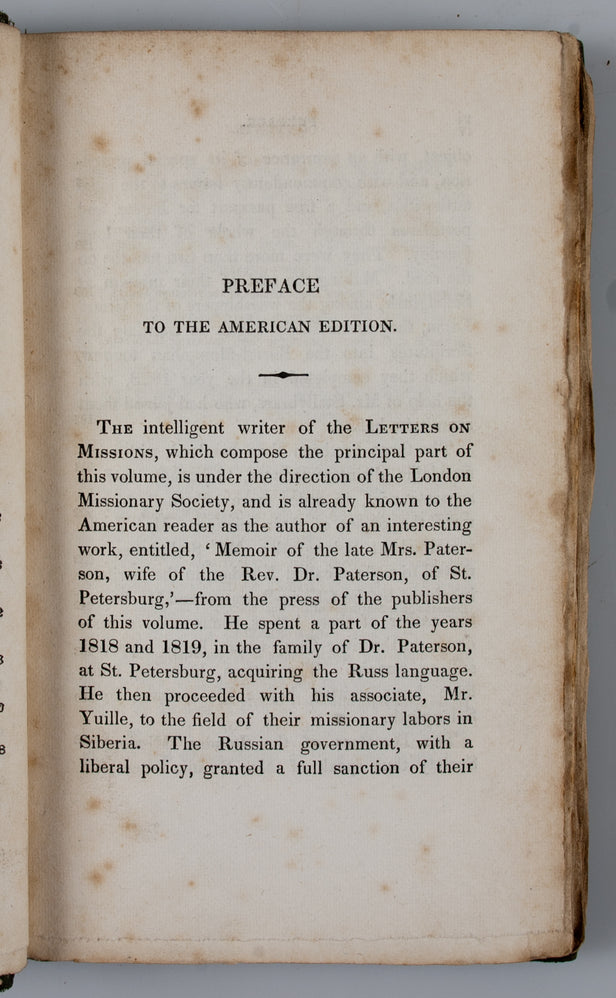 PREFACE
TO THE AMERICAN EDITION.
THE intelligent writer of the LETTERS ON
MISSIONS, which compose the principal part of
this volume, is under the direction of the London
Missionary Society, and is already known to the
American reader as the author of an interesting
work, entitled, ‘ Memoir of the late Mrs. Pater-
son, wife of the Rev. Dr. Paterson, of St.
Petersburg,’—from the press of the publishers
of this volume. He spent a part of the years
1818 and 1819, in the family of Dr. Paterson,
at St. Petersburg, acquiring the Russ language.
He then proceeded with his associate, Mr.
Yuille, to the field of their missionary labors in
Siberia. The Russian government, with a
liberal policy, granted a full sanction of their